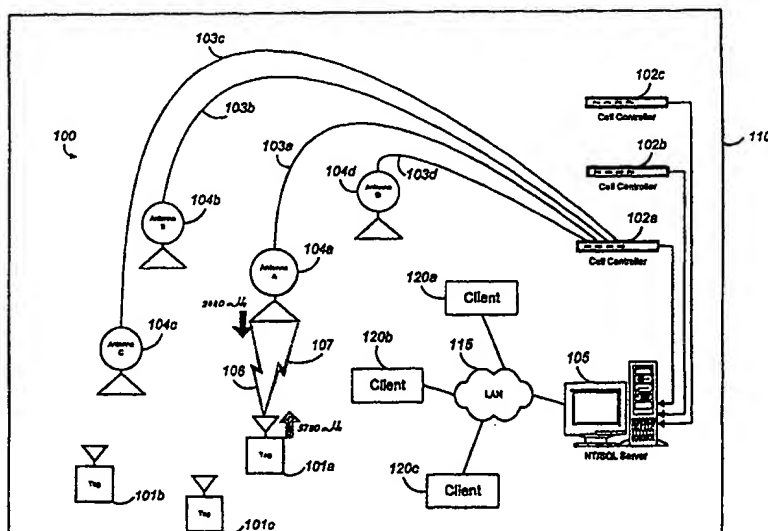 103c
102c
Cell Controller
103b
110
100
103a
102b
104d
103d
Cell Controller
104b
Antenna
102a
Antenna
104a
Cell Controller
Antenna
A
120a
Client
104c
107
115
105
Antenna
C
106
120b
LAN
Client
Tag
101a
NT/SQL Server
120c
Tag
101b
Client
Tag
101c